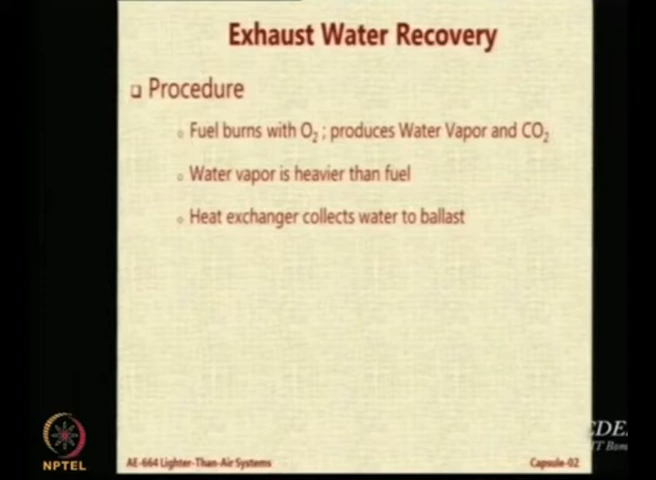 Exhaust Water Recovery
❑ Procedure
○ Fuel burns with O₂ ; produces Water Vapor and CO₂
○ Water vapor is heavier than fuel
○ Heat exchanger collects water to ballast
NPTEL
AE-664 Lighter-Than-Air Systems
Capsule-02